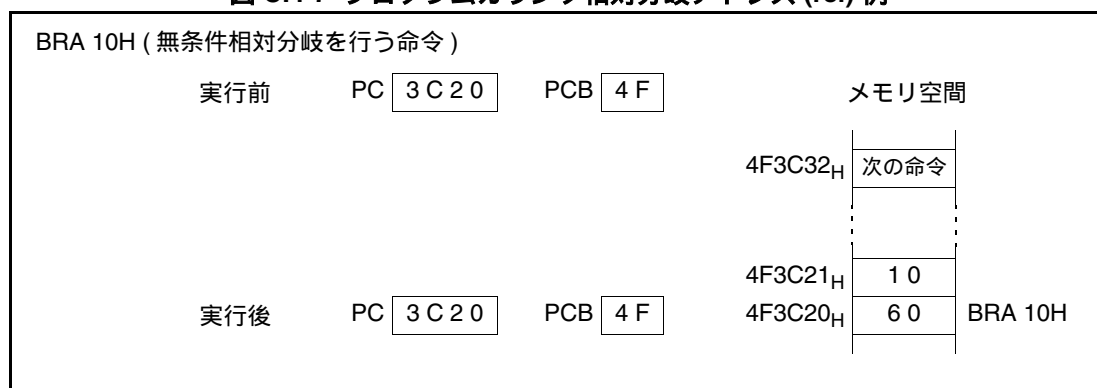 BRA 10H ( 無条件相対分岐を行う命令 )
実行前 PC 3 C 2 0 PCB 4 F メモリ空間
4F3C32H 次の命令
4F3C21H 1 0
実行後 PC 3 C 2 0 PCB 4 F 4F3C20H 6 0 BRA 10H